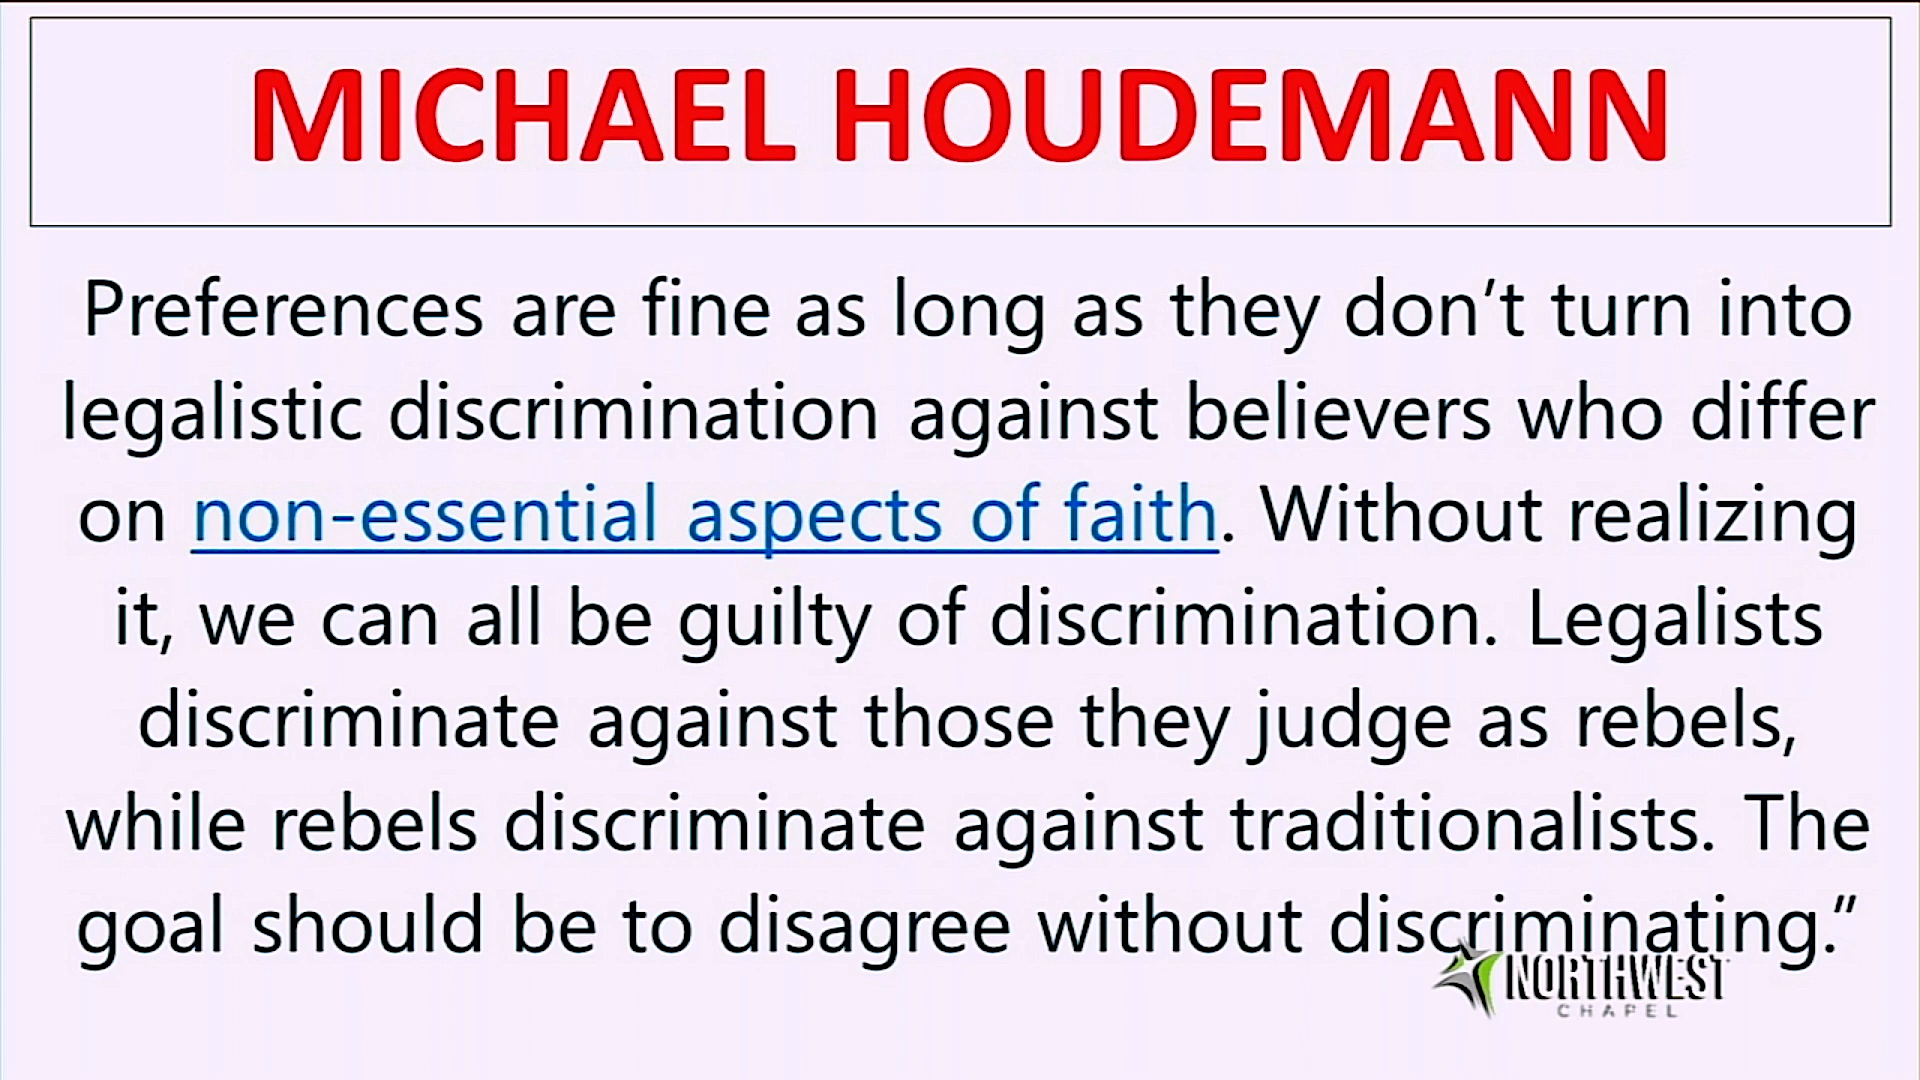 MICHAEL HOUDEMANN
Preferences are fine as long as they don’t turn into
legalistic discrimination against believers who differ
on non-essential aspects of faith. Without realizing
it, we can all be guilty of discrimination. Legalists
discriminate against those they judge as rebels,
while rebels discriminate against traditionalists. The
goal should be to disagree without discriminating.”
NORTHWEST
CHAPEL